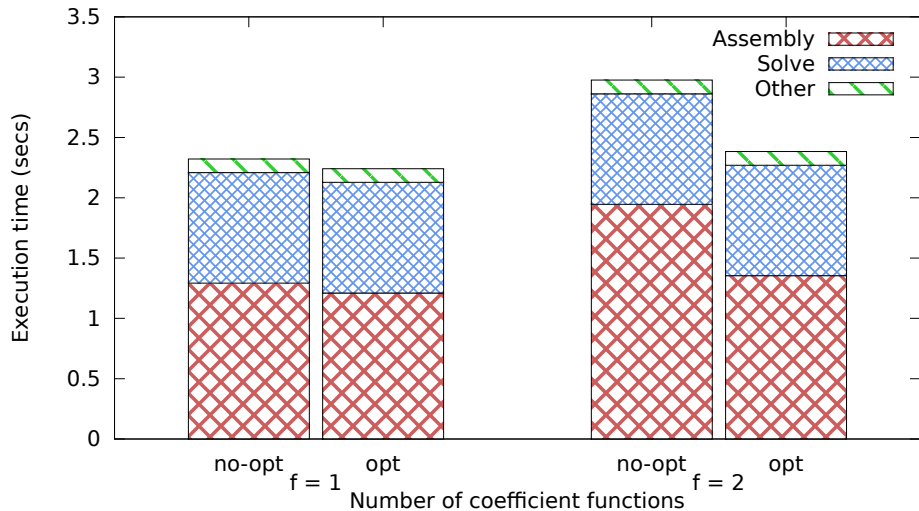 3.5
3
2.5
2
1.5
1
0.5
0
Execution time (secs)
Assembly
Solve
Other
no-opt opt no-opt opt
f = 1 f = 2
Number of coefficient functions